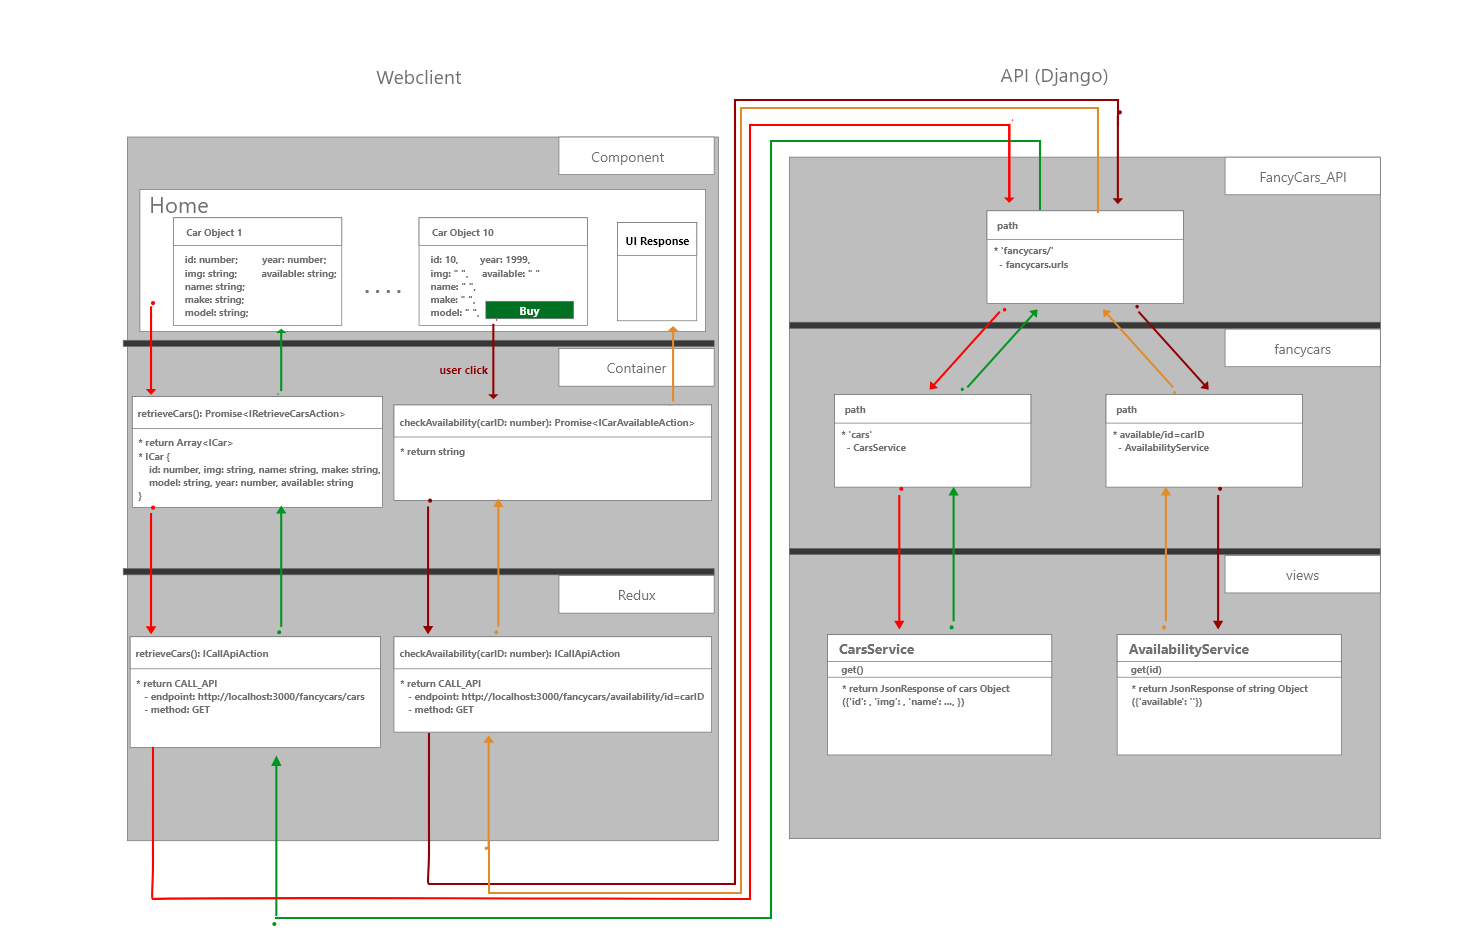 Webclient
API (Django)
Component
Home
Car Object 1
id: number; year: number;
img: string; available: string;
name: string;
make: string;
model: string;
. . . .
Car Object 10
id: 10, year: 1999,
img: " ", available: " "
name: " ",
make: " ",
model: " ",
Buy
UI Response
user click
Container
retrieveCars(): Promise<IRetrieveCarsAction>
* return Array<ICar>
* ICar {
id: number, img: string, name: string, make: string,
model: string, year: number, available: string
}
checkAvailability(carID: number): Promise<ICarAvailableAction>
* return string
Redux
retrieveCars(): ICallApiAction
* return CALL_API
- endpoint: http://localhost:3000/fancycars/cars
- method: GET
checkAvailability(carID: number): ICallApiAction
* return CALL_API
- endpoint: http://localhost:3000/fancycars/availability/id=carID
- method: GET
FancyCars_API
path
* 'fancycars/'
- fancycars.urls
fancycars
path
* 'cars'
- CarsService
path
* available/id=carID
- AvailabilityService
views
CarsService
get()
* return JsonResponse of cars Object
({'id': , 'img': , 'name': ..., })
AvailabilityService
get(id)
* return JsonResponse of string Object
({'available': ''})